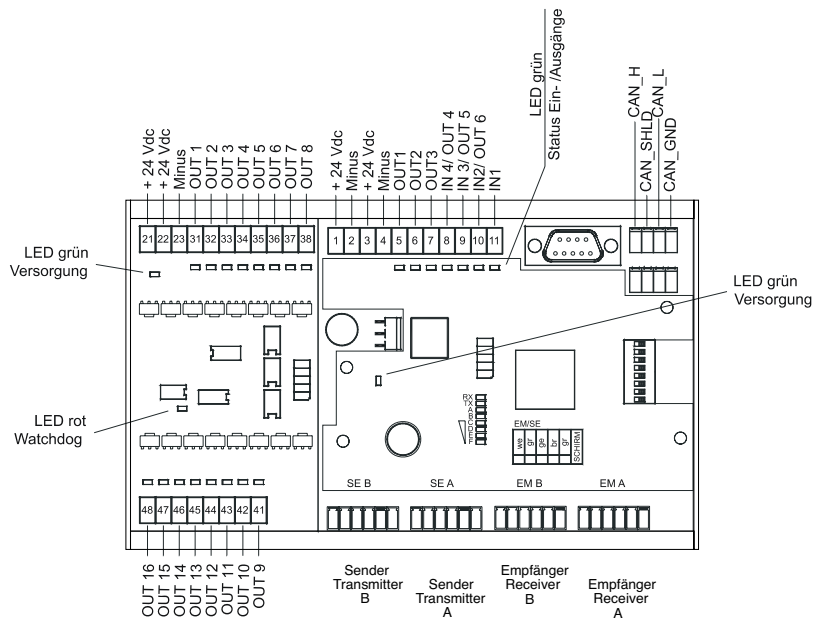 LED grün
Status Ein- /Ausgänge
CAN_H
CAN_SHLD
CAN_L
CAN_GND
+ 24 Vdc
+ 24 Vdc
Minus
OUT 1
OUT 2
OUT 3
OUT 4
OUT 5
OUT 6
OUT 7
OUT 8
+ 24 Vdc
Minus
+ 24 Vdc
Minus
OUT1
OUT2
OUT3
IN 4/ OUT 4
IN 3/ OUT 5
IN2/ OUT 6
IN1
21 22 23 31 32 33 34 35 36 37 38
1 2 3 4 5 6 7 8 9 10 11
LED grün
Versorgung
LED grün
Versorgung
LED rot
Watchdog
RX
TX
A
B
C
D
E
F
EM/SE
we
gr
ge
br
gr
SCHIRM
SE B
SE A
EM B
EM A
48 47 46 45 44 43 42 41
OUT 16
OUT 15
OUT 14
OUT 13
OUT 12
OUT 11
OUT 10
OUT 9
Sender
Transmitter
B
Sender
Transmitter
A
Empfänger
Receiver
B
Empfänger
Receiver
A